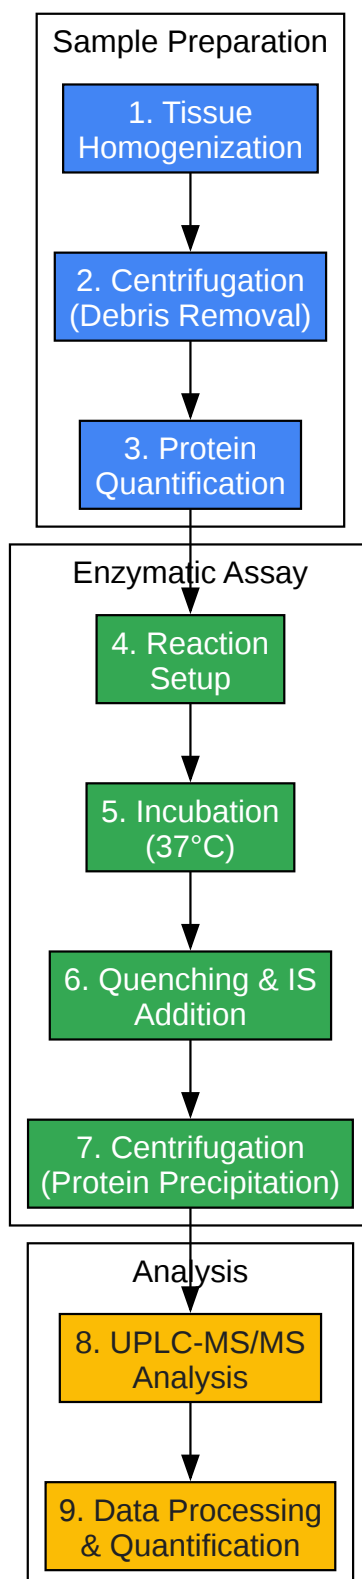 Sample Preparation
1. Tissue
Homogenization
2. Centrifugation
(Debris Removal)
3. Protein
Quantification
Enzymatic Assay
4. Reaction
Setup
5. Incubation
(37°C)
6. Quenching & IS
Addition
7. Centrifugation
(Protein Precipitation)
Analysis
8. UPLC-MS/MS
Analysis
9. Data Processing
& Quantification